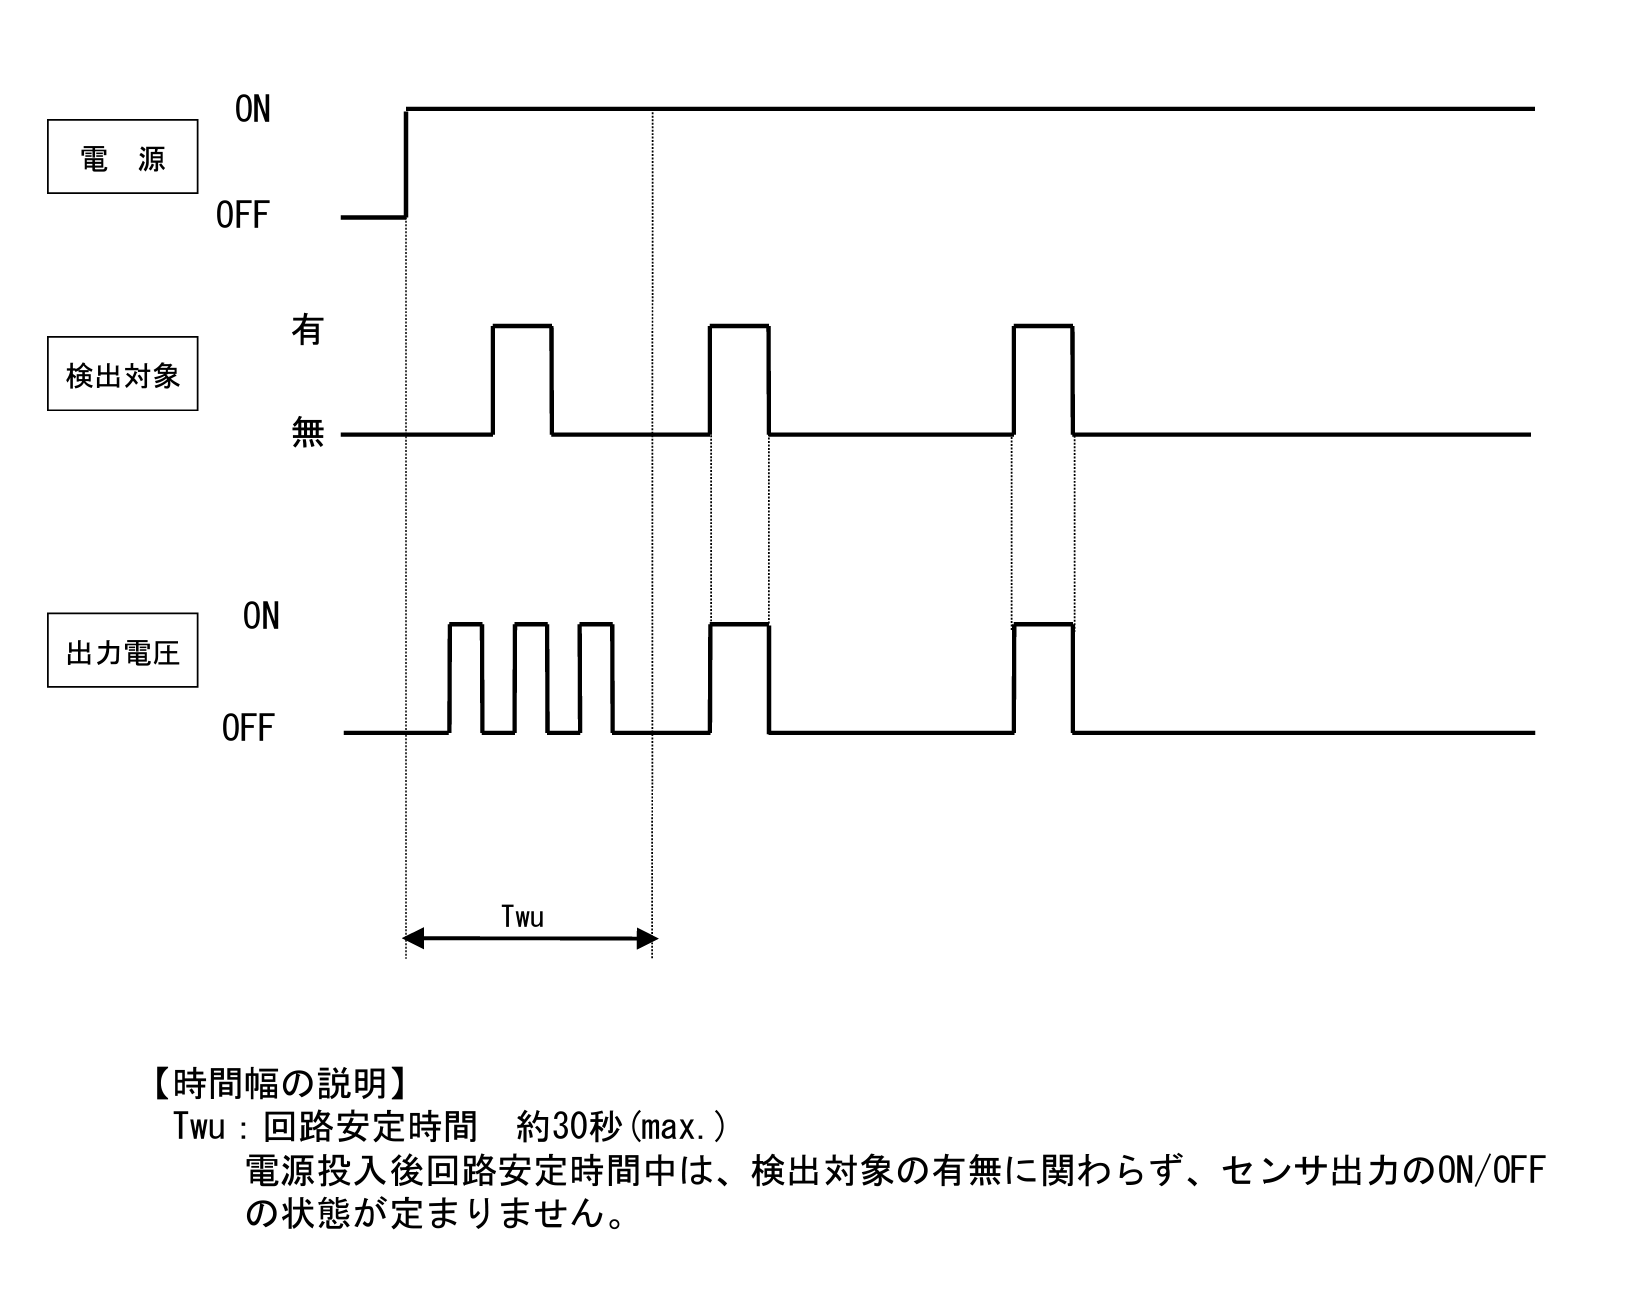 ON
電　源
OFF
有
検出対象
無
ON
出力電圧
OFF
Twu
【時間幅の説明】
Twu：回路安定時間　約30秒(max.)
電源投入後回路安定時間中は、検出対象の有無に関わらず、センサ出力のON/OFF
の状態が定まりません。